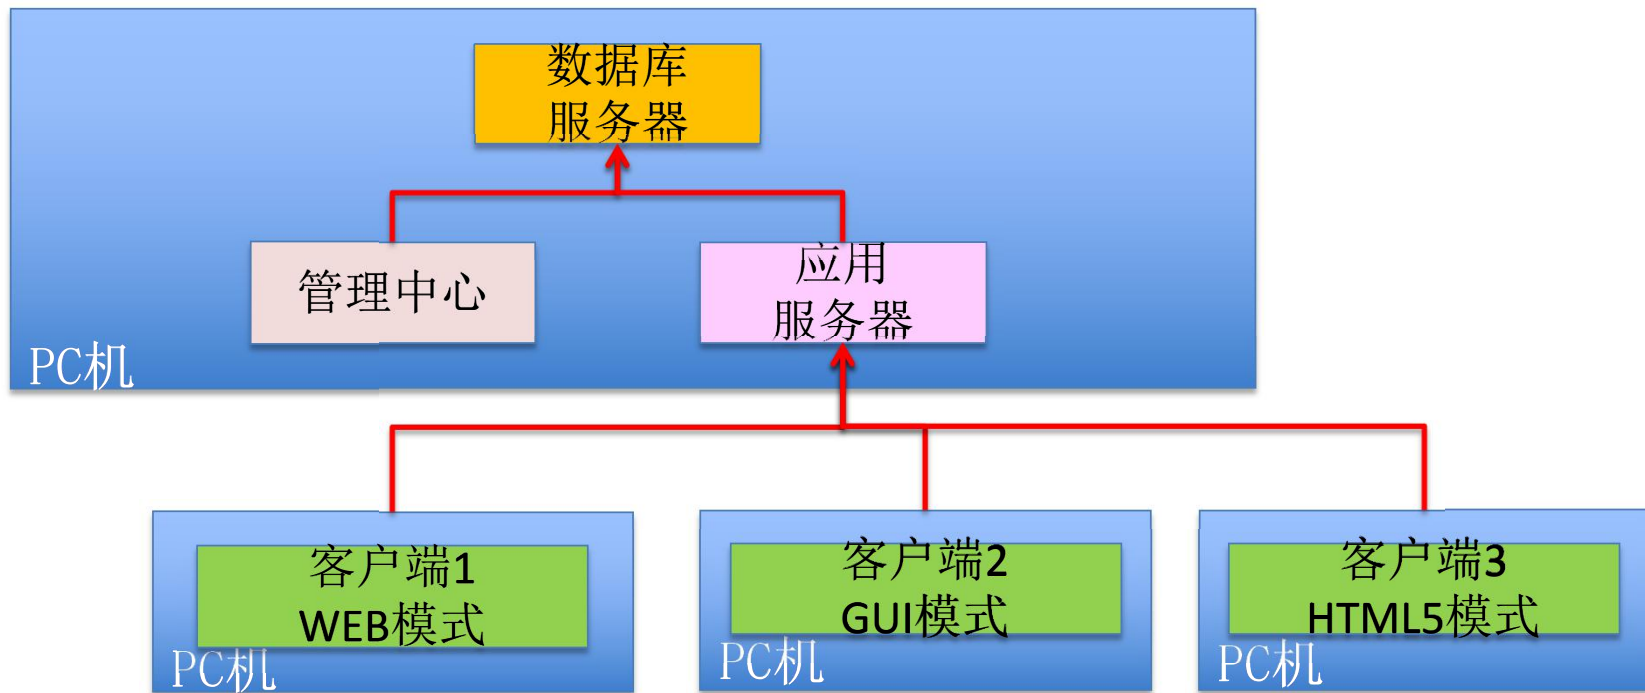 数据库
服务器
管理中心
应用
服务器
PC机
客户端1
WEB模式
PC机
客户端2
GUI模式
PC机
客户端3
HTML5模式
PC机